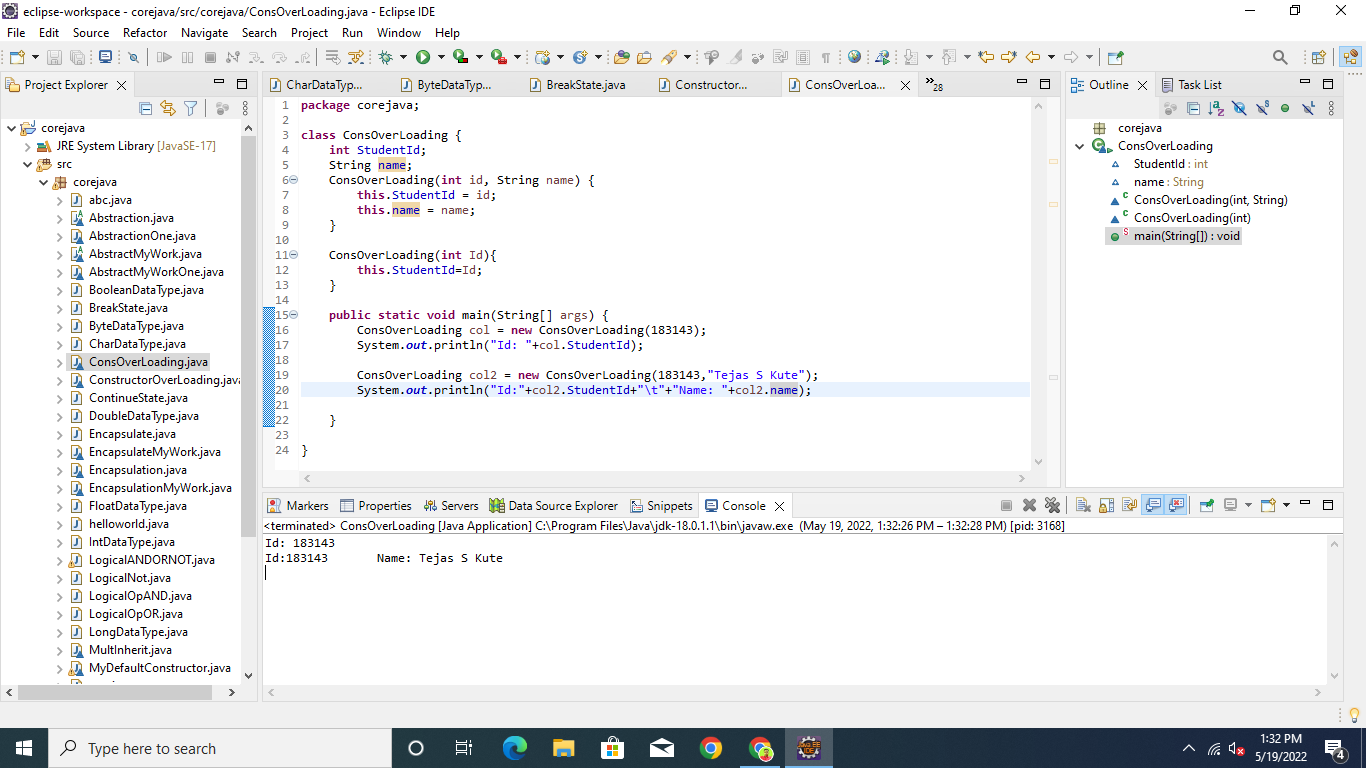 eclipse-workspace - corejava/src/corejava/ConsOverLoading.java - Eclipse IDE
File Edit Source Refactor Navigate Search Project Run Window Help
Project Explorer
corejava
JRE System Library [JavaSE-17]
src
corejava
abc.java
Abstraction.java
AbstractionOne.java
AbstractMyWork.java
AbstractMyWorkOne.java
BooleanDataType.java
BreakState.java
ByteDataType.java
CharDataType.java
ConsOverLoading.java
ConstructorOverLoading.java
ContinueState.java
DoubleDataType.java
Encapsulate.java
EncapsulateMyWork.java
Encapsulation.java
EncapsulationMyWork.java
FloatDataType.java
helloworld.java
IntDataType.java
LogicalANDORNOT.java
LogicalNot.java
LogicalOpAND.java
LogicalOpOR.java
LongDataType.java
MultInherit.java
MyDefaultConstructor.java
CharDataTyp... ByteDataTyp... BreakState.java Constructor... ConsOverLoa... »28
1 package corejava;
2
3 class ConsOverLoading {
4 int StudentId;
5 String name;
6 ConsOverLoading(int id, String name) {
7 this.StudentId = id;
8 this.name = name;
9 }
10
11 ConsOverLoading(int Id){
12 this.StudentId=Id;
13 }
14
15 public static void main(String[] args) {
16 ConsOverLoading col = new ConsOverLoading(183143);
17 System.out.println("Id: "+col.StudentId);
18
19 ConsOverLoading col2 = new ConsOverLoading(183143,"Tejas S Kute");
20 System.out.println("Id:"+col2.StudentId+"\t"+"Name: "+col2.name);
21
22 }
23
24 }
Outline Task List
corejava
ConsOverLoading
StudentId : int
name : String
ConsOverLoading(int, String)
ConsOverLoading(int)
main(String[]) : void
Markers Properties Servers Data Source Explorer Snippets Console
<terminated> ConsOverLoading [Java Application] C:\Program Files\Java\jdk-18.0.1.1\bin\javaw.exe (May 19, 2022, 1:32:26 PM – 1:32:28 PM) [pid: 3168]
Id: 183143
Id:183143 Name: Tejas S Kute
Type here to search
1:32 PM
5/19/2022
4